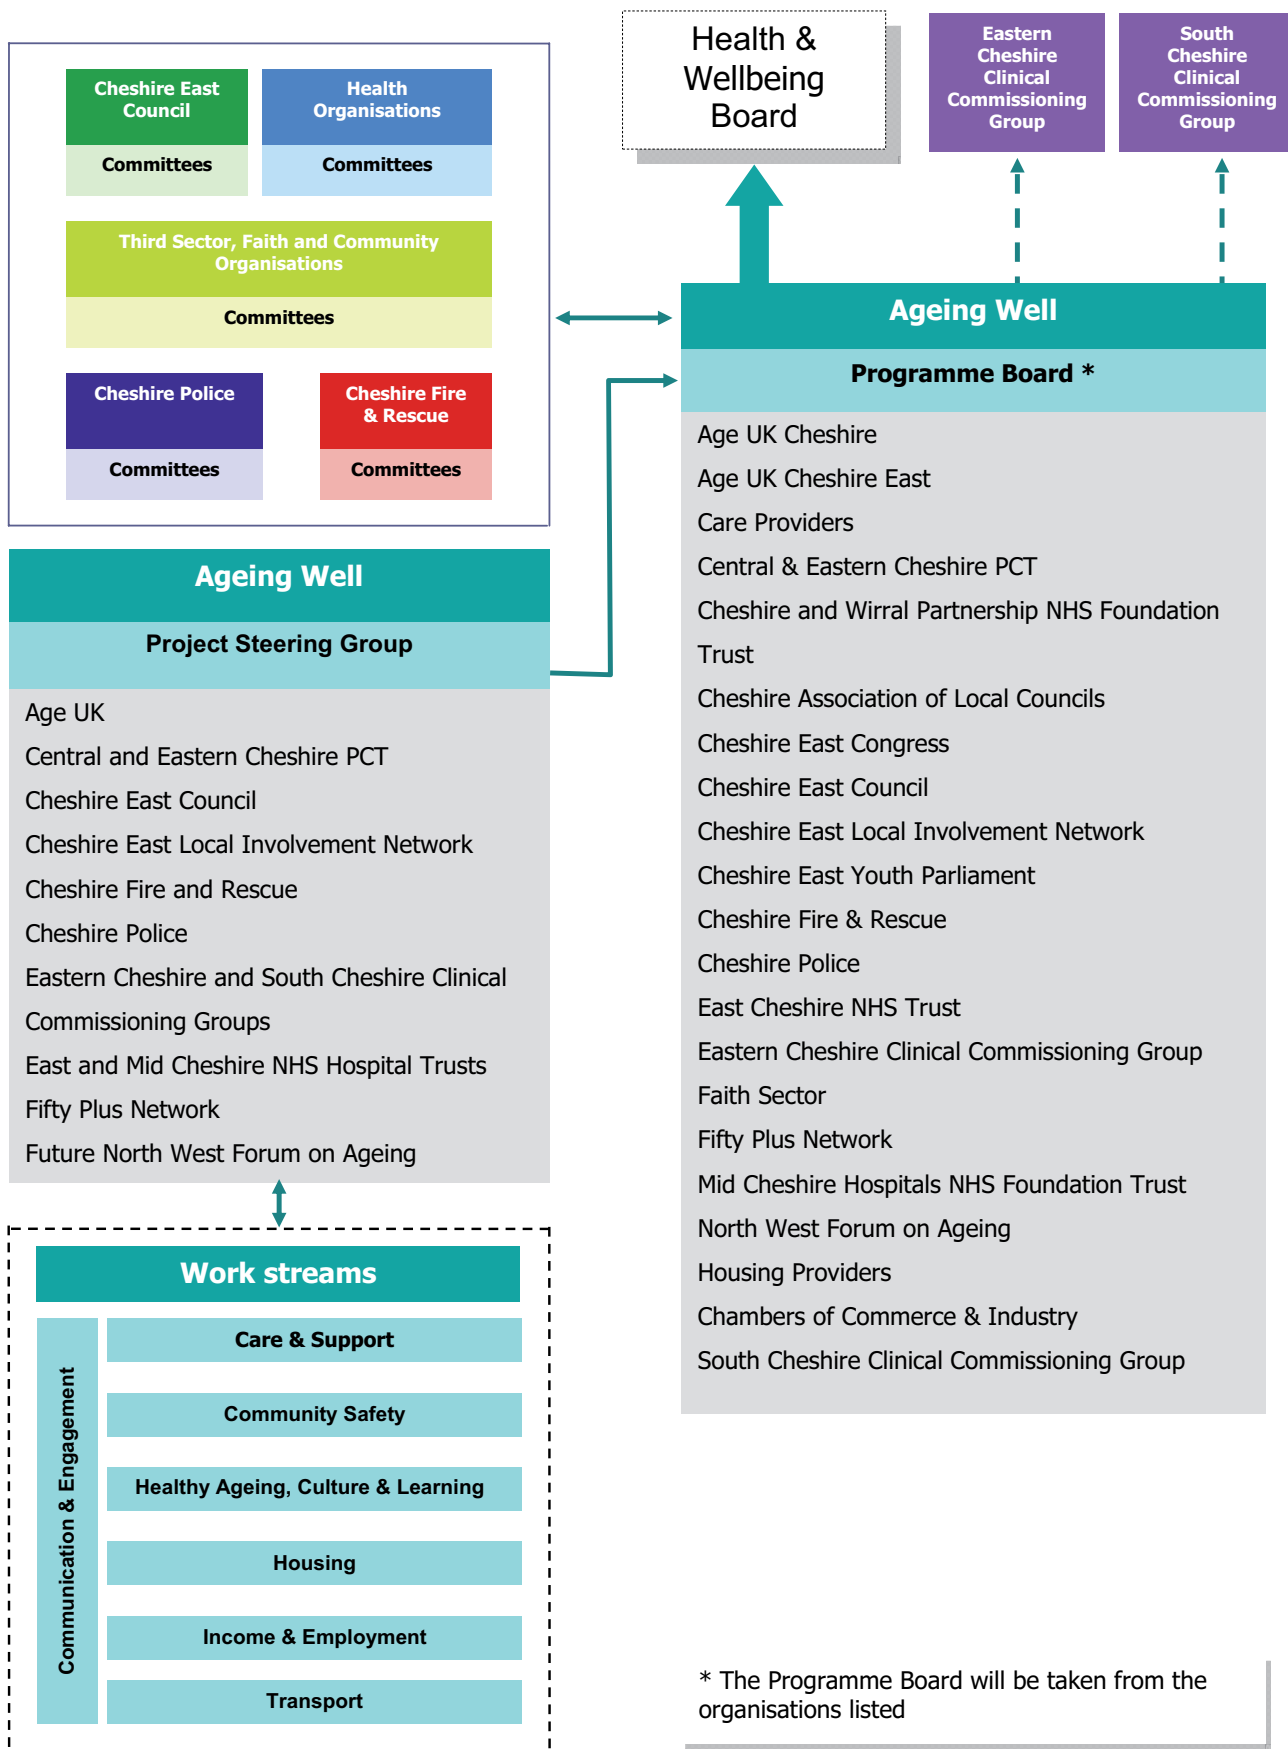 Cheshire East
Council
Committees
Health
Organisations
Committees
Third Sector, Faith and Community
Organisations
Committees
Cheshire Police
Committees
Cheshire Fire
& Rescue
Committees
Health &
Wellbeing
Board
Eastern
Cheshire
Clinical
Commissioning
Group
South
Cheshire
Clinical
Commissioning
Group
Ageing Well
Project Steering Group
Age UK
Central and Eastern Cheshire PCT
Cheshire East Council
Cheshire East Local Involvement Network
Cheshire Fire and Rescue
Cheshire Police
Eastern Cheshire and South Cheshire Clinical
Commissioning Groups
East and Mid Cheshire NHS Hospital Trusts
Fifty Plus Network
Future North West Forum on Ageing
Ageing Well
Programme Board *
Age UK Cheshire
Age UK Cheshire East
Care Providers
Central & Eastern Cheshire PCT
Cheshire and Wirral Partnership NHS Foundation
Trust
Cheshire Association of Local Councils
Cheshire East Congress
Cheshire East Council
Cheshire East Local Involvement Network
Cheshire East Youth Parliament
Cheshire Fire & Rescue
Cheshire Police
East Cheshire NHS Trust
Eastern Cheshire Clinical Commissioning Group
Faith Sector
Fifty Plus Network
Mid Cheshire Hospitals NHS Foundation Trust
North West Forum on Ageing
Housing Providers
Chambers of Commerce & Industry
South Cheshire Clinical Commissioning Group
Work streams
Communication & Engagement
Care & Support
Community Safety
Healthy Ageing, Culture & Learning
Housing
Income & Employment
Transport
* The Programme Board will be taken from the
organisations listed